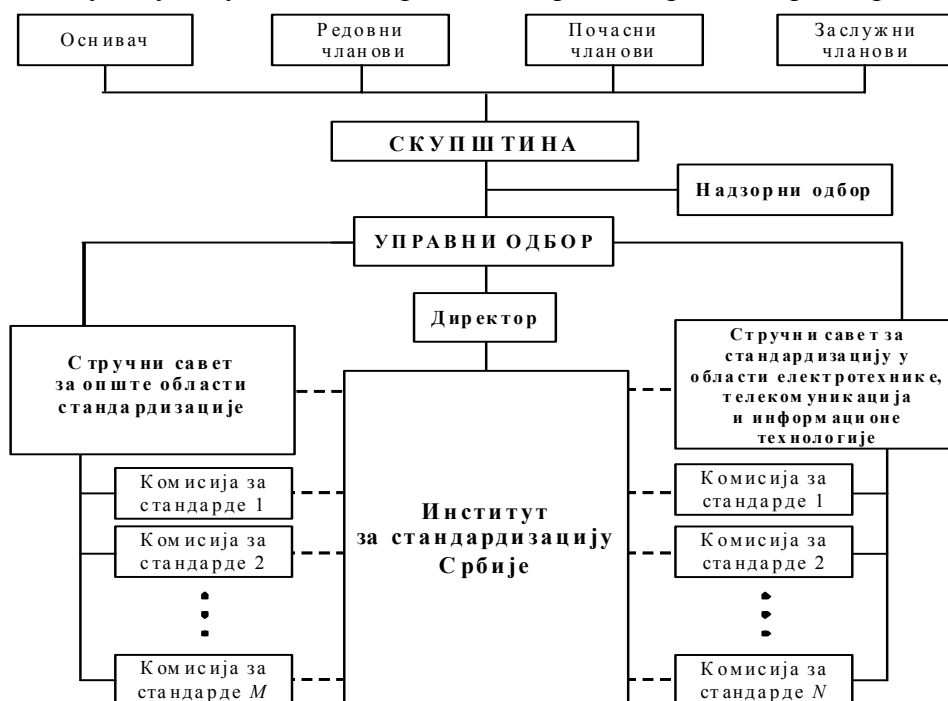 Оснивач
Редовни
чланови
Почасни
чланови
Заслужни
чланови
СКУПШТИНА
Надзорни одбор
УПРАВНИ ОДБОР
Директор
Стручни савет
за опште области
стандардизације
Стручни савет за
стандардизацију у
области електротехнике,
телекомуникација
и информационе
технологије
Институт
за стандардизацију
Србије
Комисија за
стандарде 1
Комисија за
стандарде 2
Комисија за
стандарде M
Комисија за
стандарде 1
Комисија за
стандарде 2
Комисија за
стандарде N